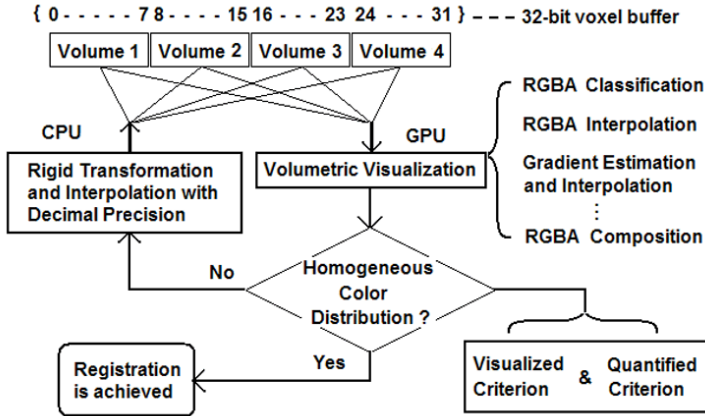 { 0 - - - - - 7 8 - - - - - 15 16 - - - - 23 24 - - - - 31 } - - - 32-bit voxel buffer
Volume 1 Volume 2 Volume 3 Volume 4
CPU
GPU
RGBA Classification
RGBA Interpolation
Gradient Estimation
and Interpolation
⋮
RGBA Composition
Rigid Transformation
and Interpolation with
Decimal Precision
Volumetric Visualization
No
Homogeneous
Color
Distribution ?
Yes
Registration
is achieved
Visualized
Criterion
&
Quantified
Criterion